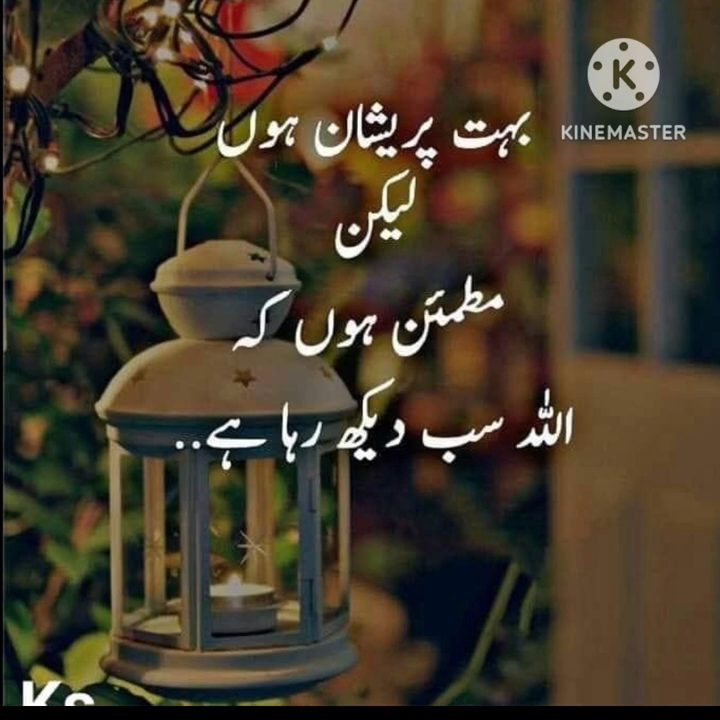 بہت پریشان ہوں
لیکن
مطمئن ہوں کہ
اللہ سب دیکھ رہا ہے..
K
KINEMASTER